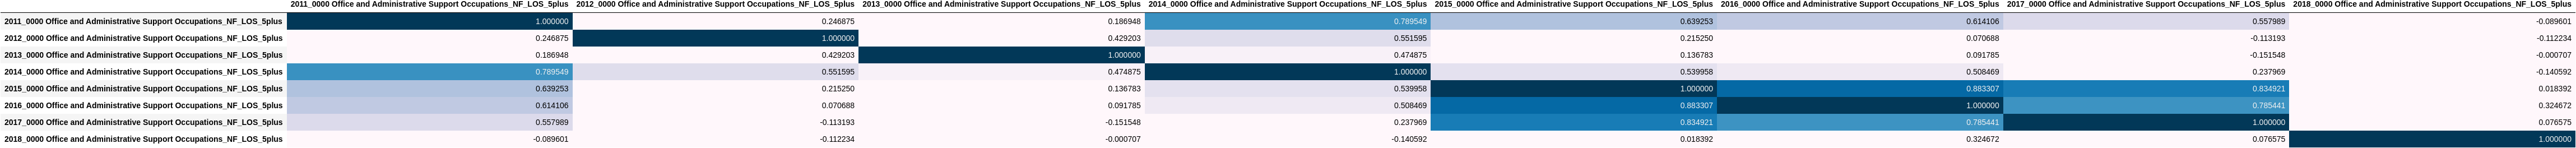 2011_0000 Office and Administrative Support Occupations_NF_LOS_5plus 2012_0000 Office and Administrative Support Occupations_NF_LOS_5plus 2013_0000 Office and Administrative Support Occupations_NF_LOS_5plus 2014_0000 Office and Administrative Support Occupations_NF_LOS_5plus 2015_0000 Office and Administrative Support Occupations_NF_LOS_5plus 2016_0000 Office and Administrative Support Occupations_NF_LOS_5plus 2017_0000 Office and Administrative Support Occupations_NF_LOS_5plus 2018_0000 Office and Administrative Support Occupations_NF_LOS_5plus
2011_0000 Office and Administrative Support Occupations_NF_LOS_5plus 1.000000 0.246875 0.186948 0.789549 0.639253 0.614106 0.557989 -0.089601
2012_0000 Office and Administrative Support Occupations_NF_LOS_5plus 0.246875 1.000000 0.429203 0.551595 0.215250 0.070688 -0.113193 -0.112234
2013_0000 Office and Administrative Support Occupations_NF_LOS_5plus 0.186948 0.429203 1.000000 0.474875 0.136783 0.091785 -0.151548 -0.000707
2014_0000 Office and Administrative Support Occupations_NF_LOS_5plus 0.789549 0.551595 0.474875 1.000000 0.539958 0.508469 0.237969 -0.140592
2015_0000 Office and Administrative Support Occupations_NF_LOS_5plus 0.639253 0.215250 0.136783 0.539958 1.000000 0.883307 0.834921 0.018392
2016_0000 Office and Administrative Support Occupations_NF_LOS_5plus 0.614106 0.070688 0.091785 0.508469 0.883307 1.000000 0.785441 0.324672
2017_0000 Office and Administrative Support Occupations_NF_LOS_5plus 0.557989 -0.113193 -0.151548 0.237969 0.834921 0.785441 1.000000 0.076575
2018_0000 Office and Administrative Support Occupations_NF_LOS_5plus -0.089601 -0.112234 -0.000707 -0.140592 0.018392 0.324672 0.076575 1.000000